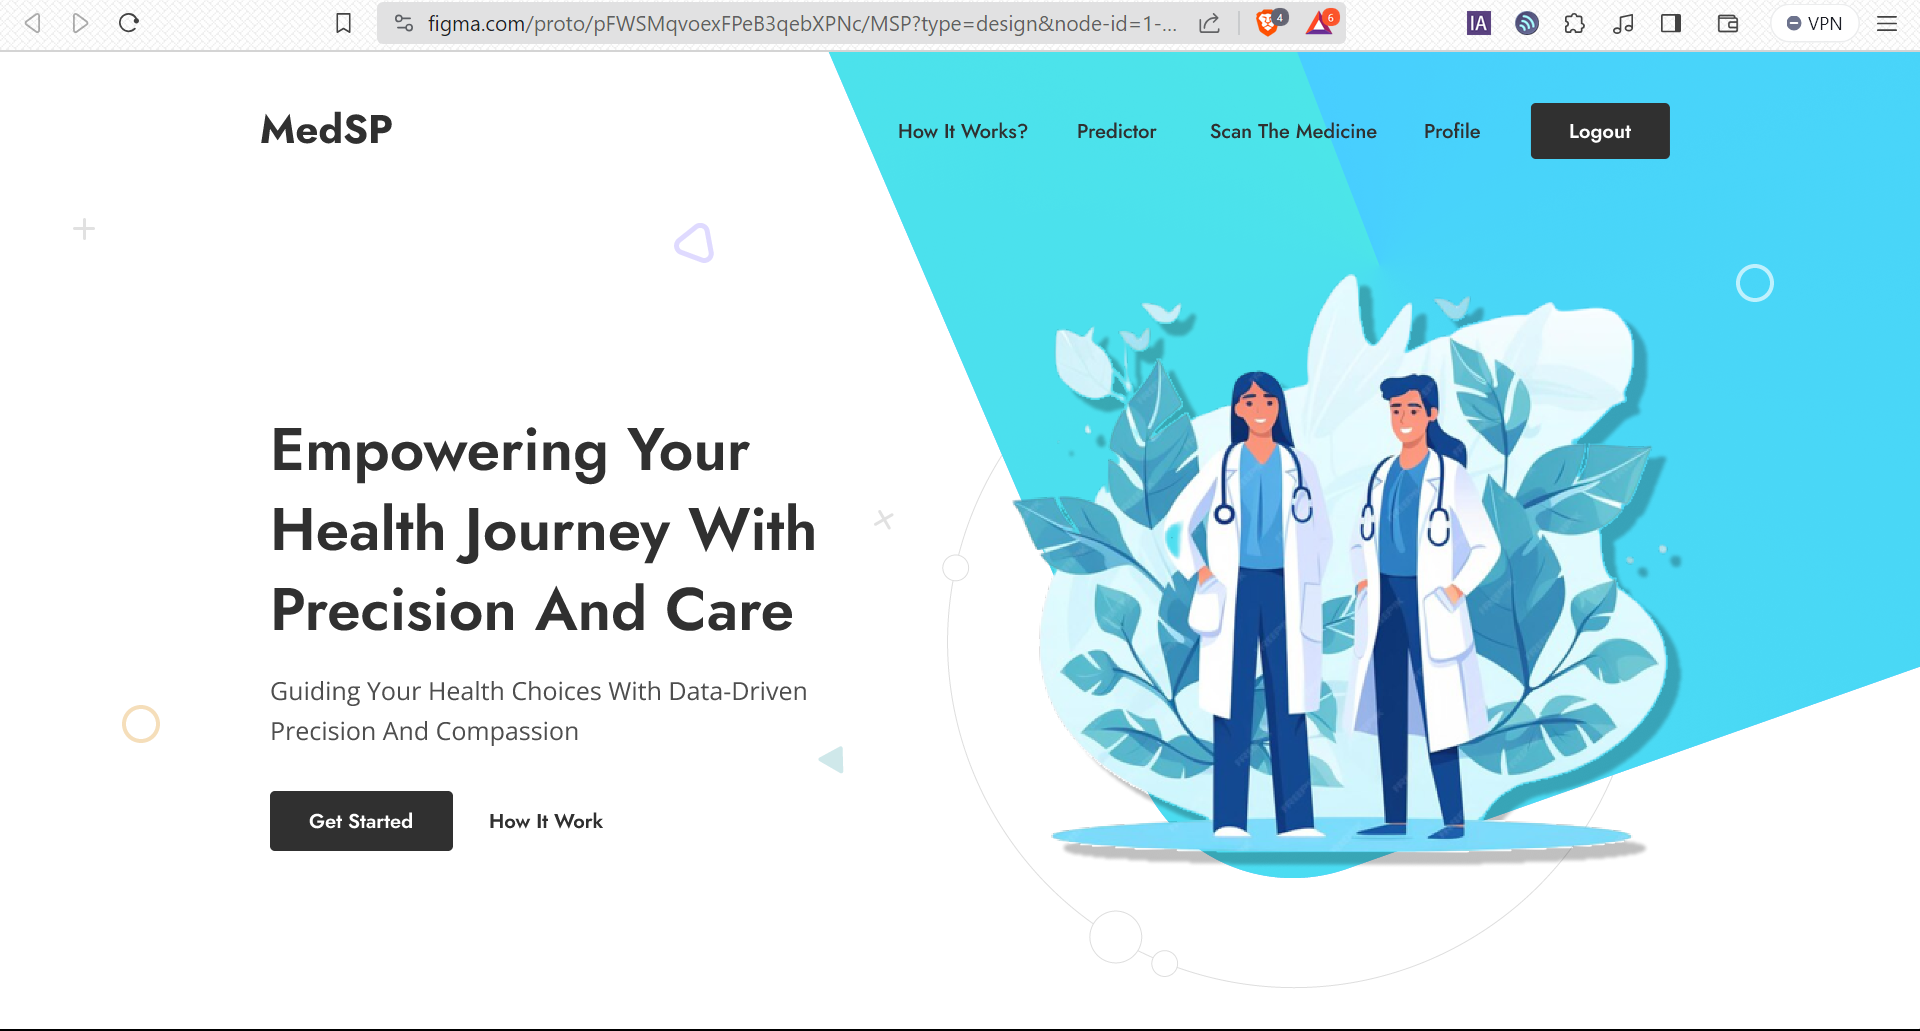 figma.com/proto/pFWSMqvoexFPeB3qebXPNc/MSP?type=design&node-id=1-...
4
6
IA
VPN
MedSP
How It Works?
Predictor
Scan The Medicine
Profile
Logout
Empowering Your
Health Journey With
Precision And Care
Guiding Your Health Choices With Data-Driven
Precision And Compassion
Get Started
How It Work